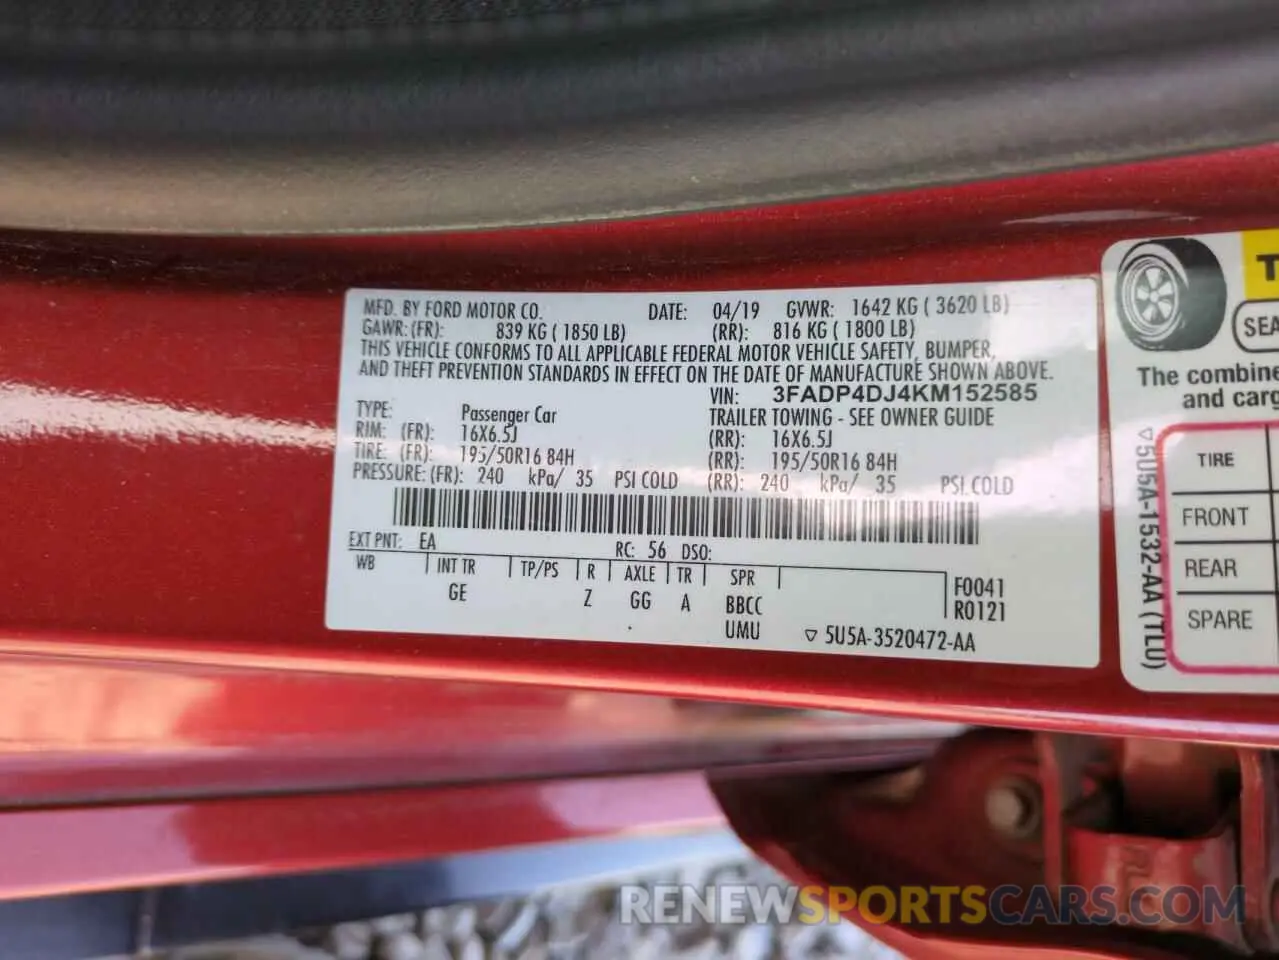 MFD. BY FORD MOTOR CO. DATE: 04/19 GVWR: 1642 KG ( 3620 LB)
GAWR: (FR): 839 KG ( 1850 LB) (RR): 816 KG ( 1800 LB)
THIS VEHICLE CONFORMS TO ALL APPLICABLE FEDERAL MOTOR VEHICLE SAFETY, BUMPER,
AND THEFT PREVENTION STANDARDS IN EFFECT ON THE DATE OF MANUFACTURE SHOWN ABOVE.
VIN: 3FADP4DJ4KM152585
TYPE: Passenger Car TRAILER TOWING - SEE OWNER GUIDE
RIM: (FR): 16X6.5J (RR): 16X6.5J
TIRE: (FR): 195/50R16 84H (RR): 195/50R16 84H
PRESSURE: (FR): 240 kPa/ 35 PSI COLD (RR): 240 kPa/ 35 PSI COLD
EXT PNT: EA RC: 56 DSO:
WB INT TR TP/PS R AXLE TR SPR F0041
GE Z GG A BBCC R0121
UMU ▽ 5U5A-3520472-AA
The combine
and carg
▽5U5A-1532-AA (TLU)
TIRE
FRONT
REAR
SPARE
RENEWSPORTSCARS.COM